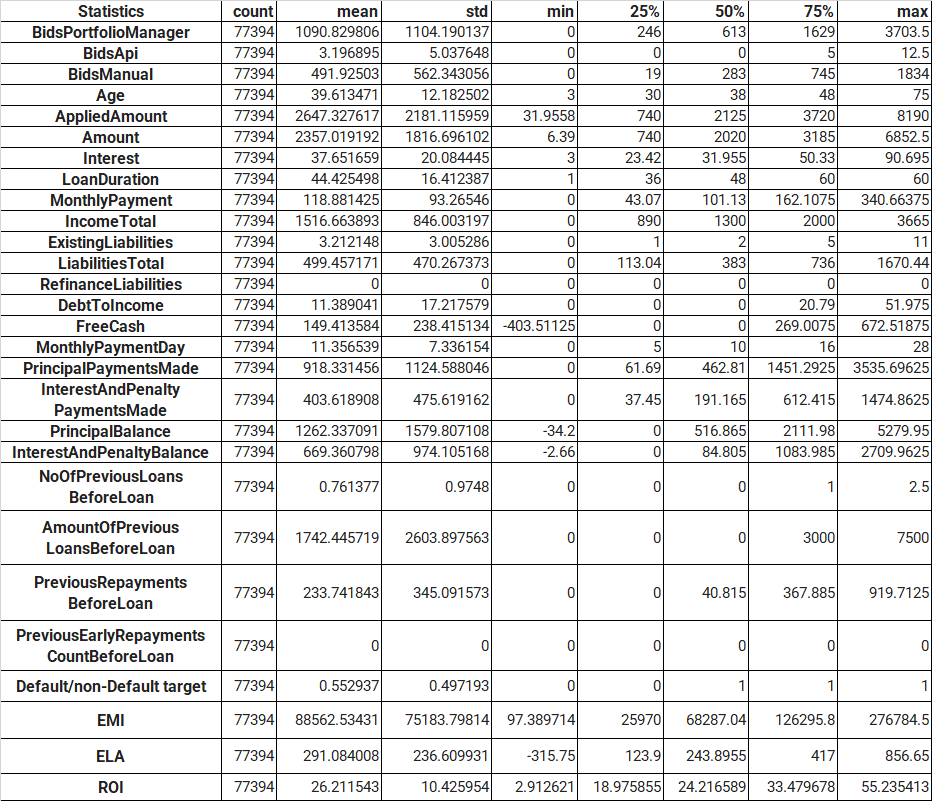 Statistics count mean std min 25% 50% 75% max
BidsPortfolioManager 77394 1090.829806 1104.190137 0 246 613 1629 3703.5
BidsApi 77394 3.196895 5.037648 0 0 0 5 12.5
BidsManual 77394 491.92503 562.343056 0 19 283 745 1834
Age 77394 39.613471 12.182502 3 30 38 48 75
AppliedAmount 77394 2647.327617 2181.115959 31.9558 740 2125 3720 8190
Amount 77394 2357.019192 1816.696102 6.39 740 2020 3185 6852.5
Interest 77394 37.651659 20.084445 3 23.42 31.955 50.33 90.695
LoanDuration 77394 44.425498 16.412387 1 36 48 60 60
MonthlyPayment 77394 118.881425 93.26546 0 43.07 101.13 162.1075 340.66375
IncomeTotal 77394 1516.663893 846.003197 0 890 1300 2000 3665
ExistingLiabilities 77394 3.212148 3.005286 0 1 2 5 11
LiabilitiesTotal 77394 499.457171 470.267373 0 113.04 383 736 1670.44
RefinanceLiabilities 77394 0 0 0 0 0 0 0
DebtToIncome 77394 11.389041 17.217579 0 0 0 20.79 51.975
FreeCash 77394 149.413584 238.415134 -403.51125 0 0 269.0075 672.51875
MonthlyPaymentDay 77394 11.356539 7.336154 0 5 10 16 28
PrincipalPaymentsMade 77394 918.331456 1124.588046 0 61.69 462.81 1451.2925 3535.69625
InterestAndPenalty
PaymentsMade 77394 403.618908 475.619162 0 37.45 191.165 612.415 1474.8625
PrincipalBalance 77394 1262.337091 1579.807108 -34.2 0 516.865 2111.98 5279.95
InterestAndPenaltyBalance 77394 669.360798 974.105168 -2.66 0 84.805 1083.985 2709.9625
NoOfPreviousLoans
BeforeLoan 77394 0.761377 0.9748 0 0 0 1 2.5
AmountOfPrevious
LoansBeforeLoan 77394 1742.445719 2603.897563 0 0 0 3000 7500
PreviousRepayments
BeforeLoan 77394 233.741843 345.091573 0 0 40.815 367.885 919.7125
PreviousEarlyRepayments
CountBeforeLoan 77394 0 0 0 0 0 0 0
Default/non-Default target 77394 0.552937 0.497193 0 0 1 1 1
EMI 77394 88562.53431 75183.79814 97.389714 25970 68287.04 126295.8 276784.5
ELA 77394 291.084008 236.609931 -315.75 123.9 243.8955 417 856.65
ROI 77394 26.211543 10.425954 2.912621 18.975855 24.216589 33.479678 55.235413